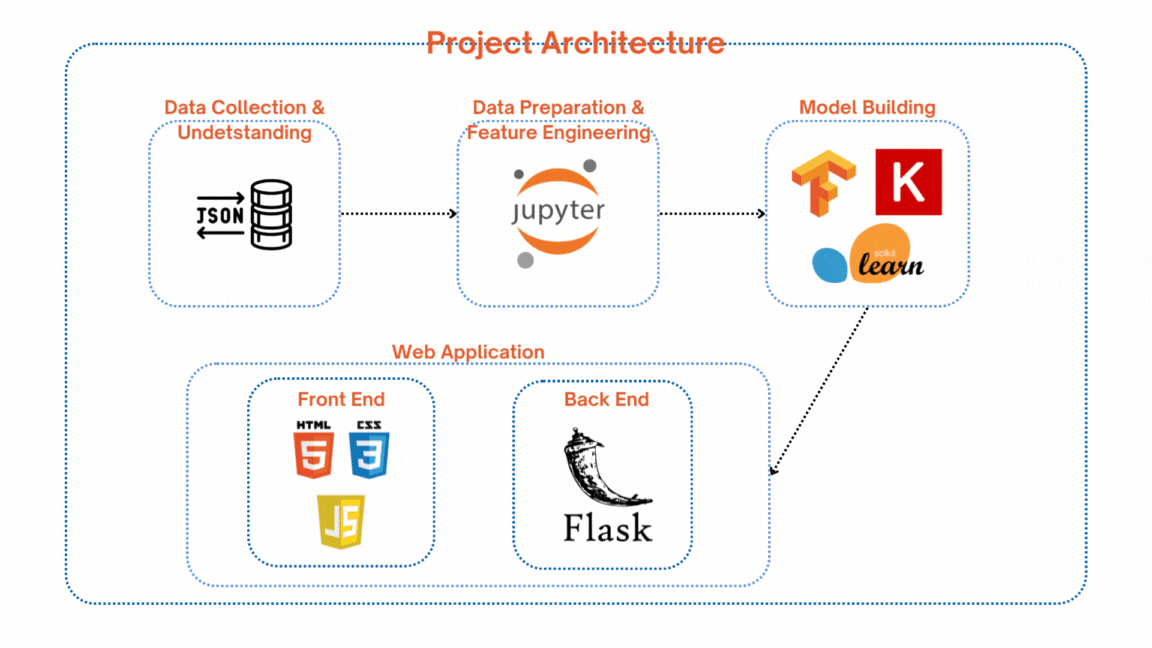 Project Architecture
Data Collection &
Undetstanding
Data Preparation &
Feature Engineering
Model Building
JSON
jupyter
K
scikit
learn
Web Application
Front End
Back End
HTML
CSS
5
3
JS
Flask